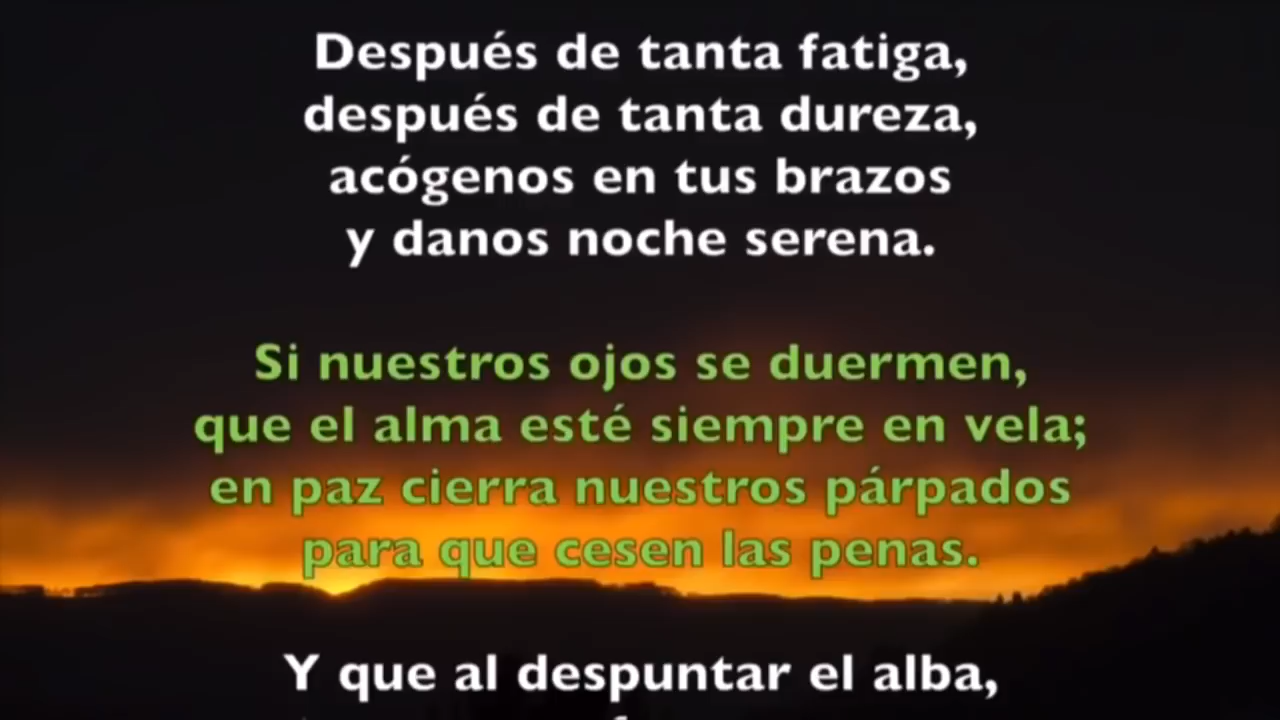 Después de tanta fatiga,
después de tanta dureza,
acógenos en tus brazos
y danos noche serena.
Si nuestros ojos se duermen,
que el alma esté siempre en vela;
en paz cierra nuestros párpados
para que cesen las penas.
Y que al despuntar el alba,